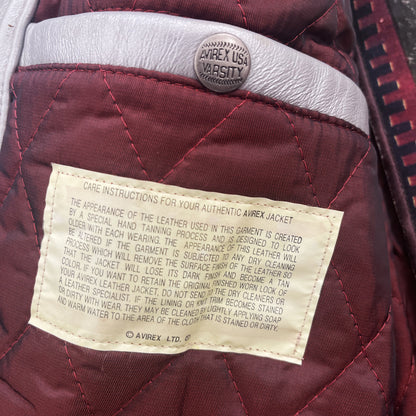 AVIREX USA
VARSITY
CARE INSTRUCTIONS FOR YOUR AUTHENTIC AVIREX JACKET
THE APPEARANCE OF THE LEATHER USED IN THIS GARMENT IS CREATED
BY A SPECIAL HAND TANNING PROCESS AND IS DESIGNED TO LOOK
OLDER WITH EACH WEARING. THE APPEARANCE OF THIS LEATHER WILL
BE ALTERED IF THE GARMENT IS SUBJECTED TO ANY DRY CLEANING
PROCESS WHICH WILL REMOVE THE SURFACE FINISH OF THE LEATHER SO
THAT THE JACKET WILL LOSE ITS DARK FINISH AND BECOME A TAN
COLOR. IF YOU WANT TO RETAIN THE ORIGINAL FINISHED WORN LOOK OF
YOUR AVIREX LEATHER JACKET, DO NOT SEND TO THE DRY CLEANERS OR
A LEATHER SPECIALIST. IF THE LINING OR KNIT TRIM BECOMES STAINED
OR DIRTY WITH WEAR, THEY MAY BE CLEANED BY LIGHTLY APPLYING SOAP
AND WARM WATER TO THE AREA OF THE CLOTH THAT IS STAINED OR DIRTY.
© AVIREX LTD.